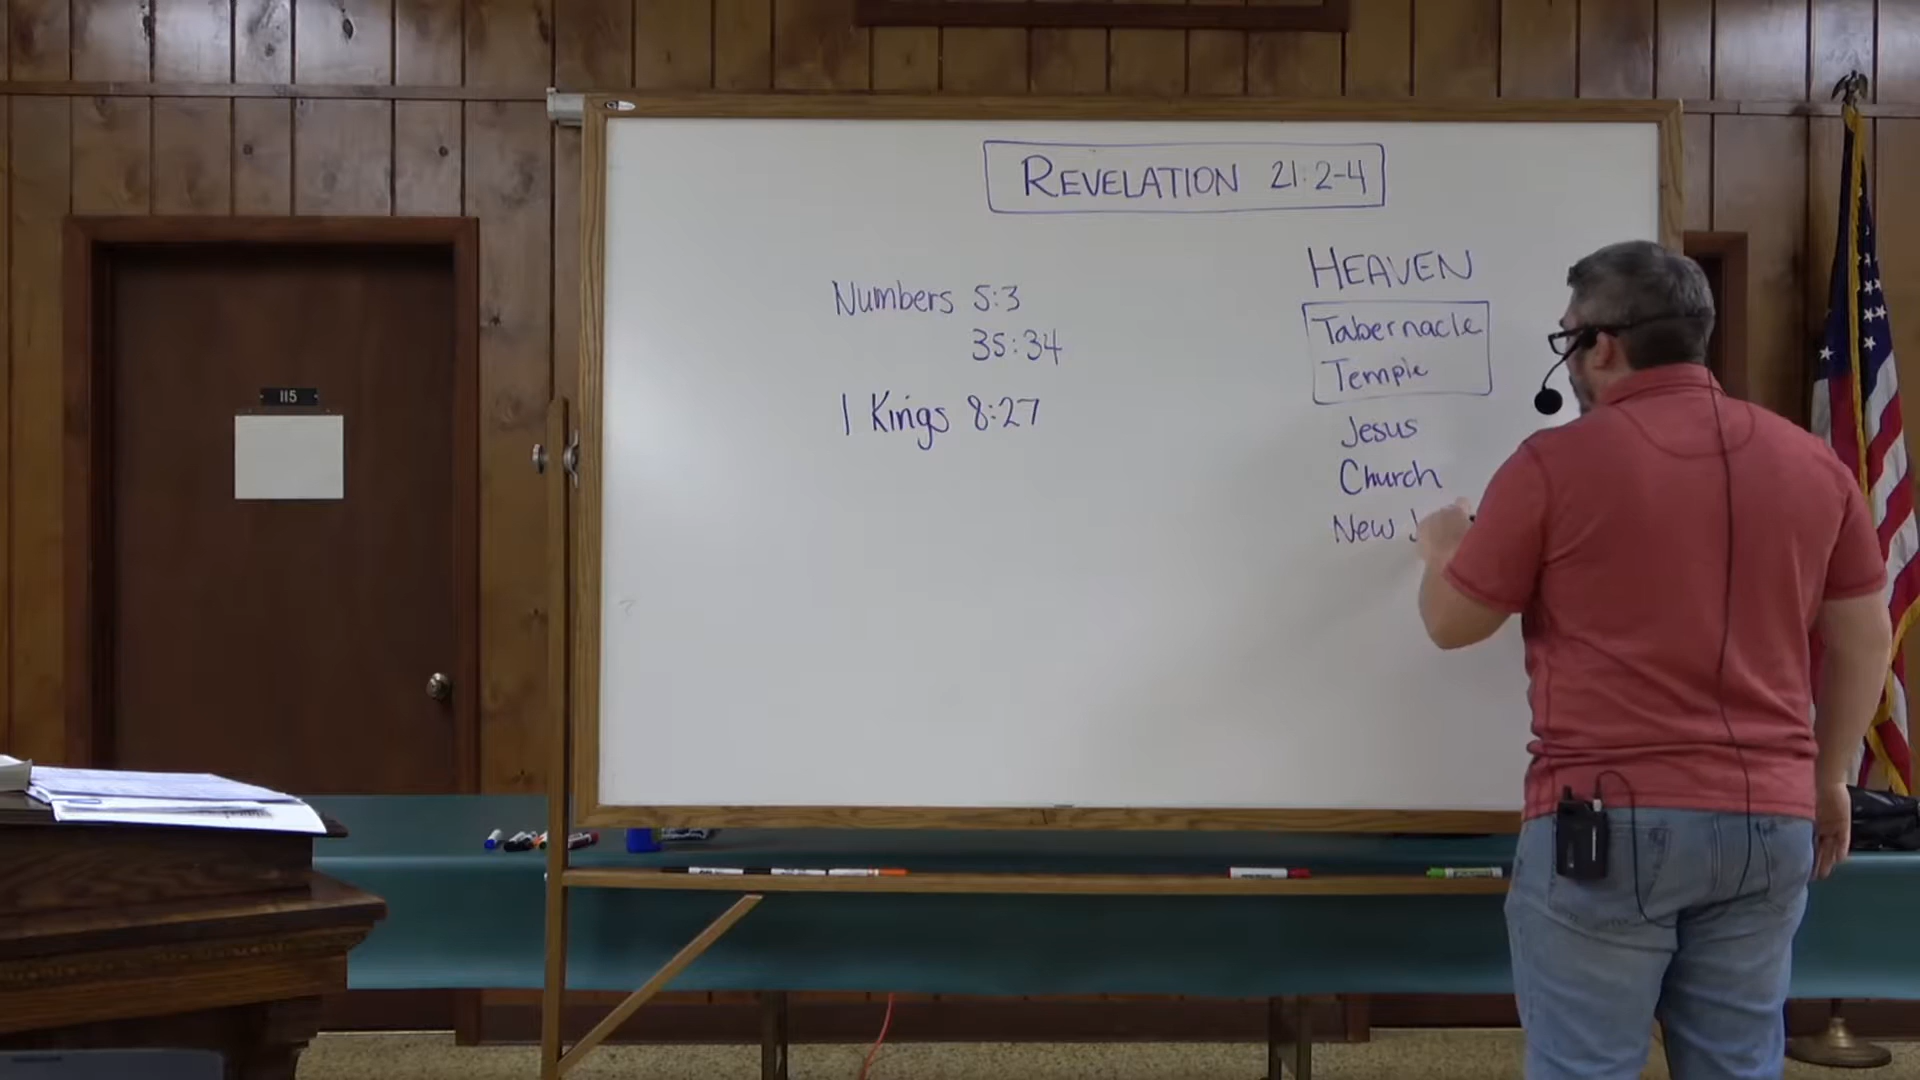 REVELATION 21:2-4
Numbers 5:3
35:34
1 Kings 8:27
HEAVEN
Tabernacle
Temple
Jesus
Church
New J
115